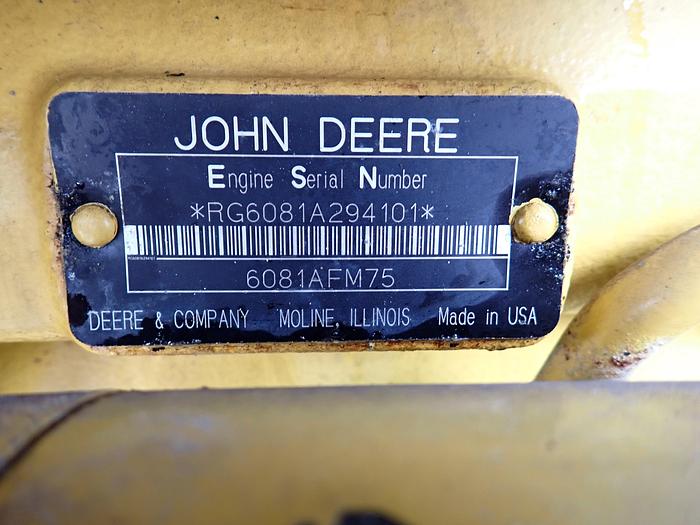 JOHN DEERE
Engine Serial Number
*RG6081A294101*
6081AFM75
DEERE & COMPANY MOLINE, ILLINOIS Made in USA